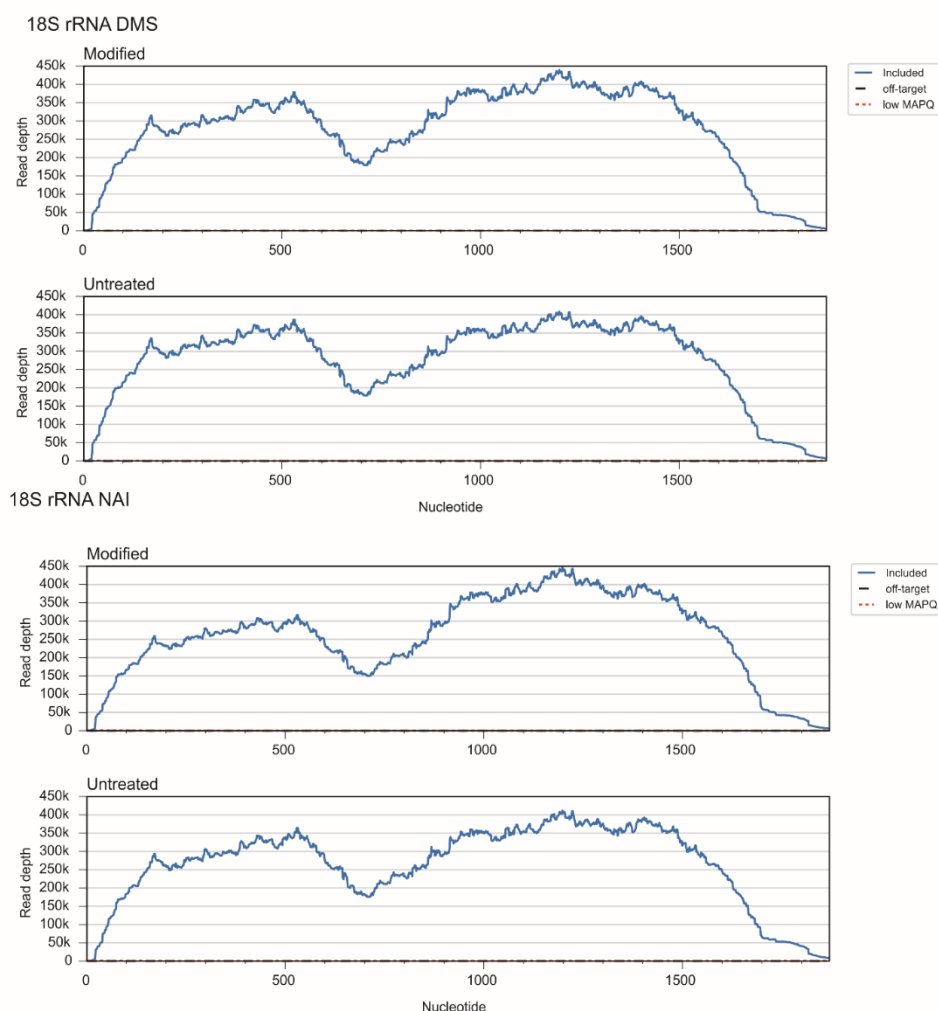 18S rRNA DMS
Modified
450k
400k
350k
300k
250k
200k
150k
100k
50k
0
Read depth
0 500 1000 1500
Included
off-target
low MAPQ
Untreated
450k
400k
350k
300k
250k
200k
150k
100k
50k
0
Read depth
0 500 1000 1500
Nucleotide
18S rRNA NAI
Modified
450k
400k
350k
300k
250k
200k
150k
100k
50k
0
Read depth
0 500 1000 1500
Included
off-target
low MAPQ
Untreated
450k
400k
350k
300k
250k
200k
150k
100k
50k
0
Read depth
0 500 1000 1500
Nucleotide